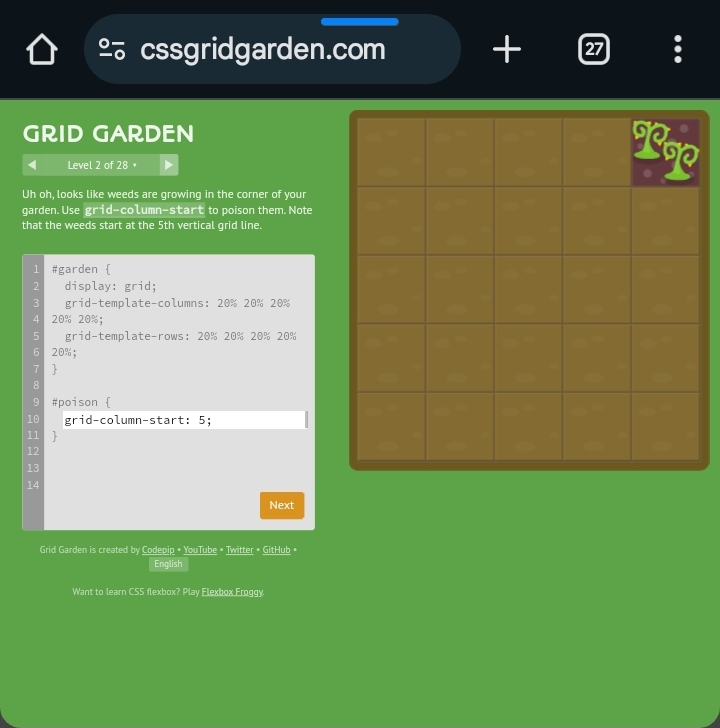 cssgridgarden.com
27
GRID GARDEN
Level 2 of 28 •
Uh oh, looks like weeds are growing in the corner of your
garden. Use grid-column-start to poison them. Note
that the weeds start at the 5th vertical grid line.
1 #garden {
2 display: grid;
3 grid-template-columns: 20% 20% 20%
4 20% 20%;
5 grid-template-rows: 20% 20% 20% 20%
6 20%;
7 }
8
9 #poison {
10 grid-column-start: 5;
11 }
12
13
14
Next
Grid Garden is created by Codepip • YouTube • Twitter • GitHub •
English
Want to learn CSS flexbox? Play Flexbox Froggy.